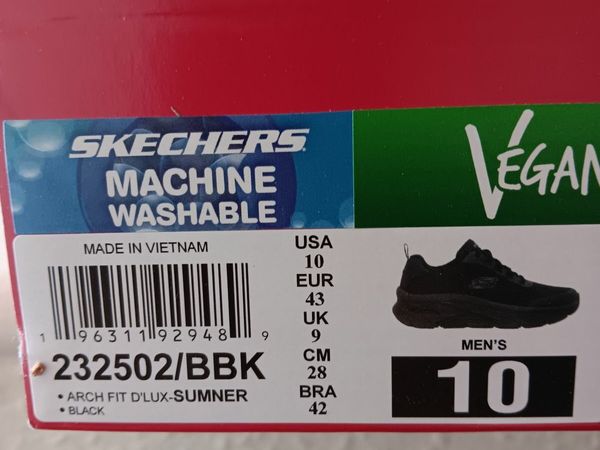 SKECHERS
MACHINE
WASHABLE
VEGAN
MADE IN VIETNAM
1 96311 92948 9
232502/BBK
• ARCH FIT D'LUX-SUMNER
• BLACK
USA
10
EUR
43
UK
9
CM
28
BRA
42
MEN'S
10